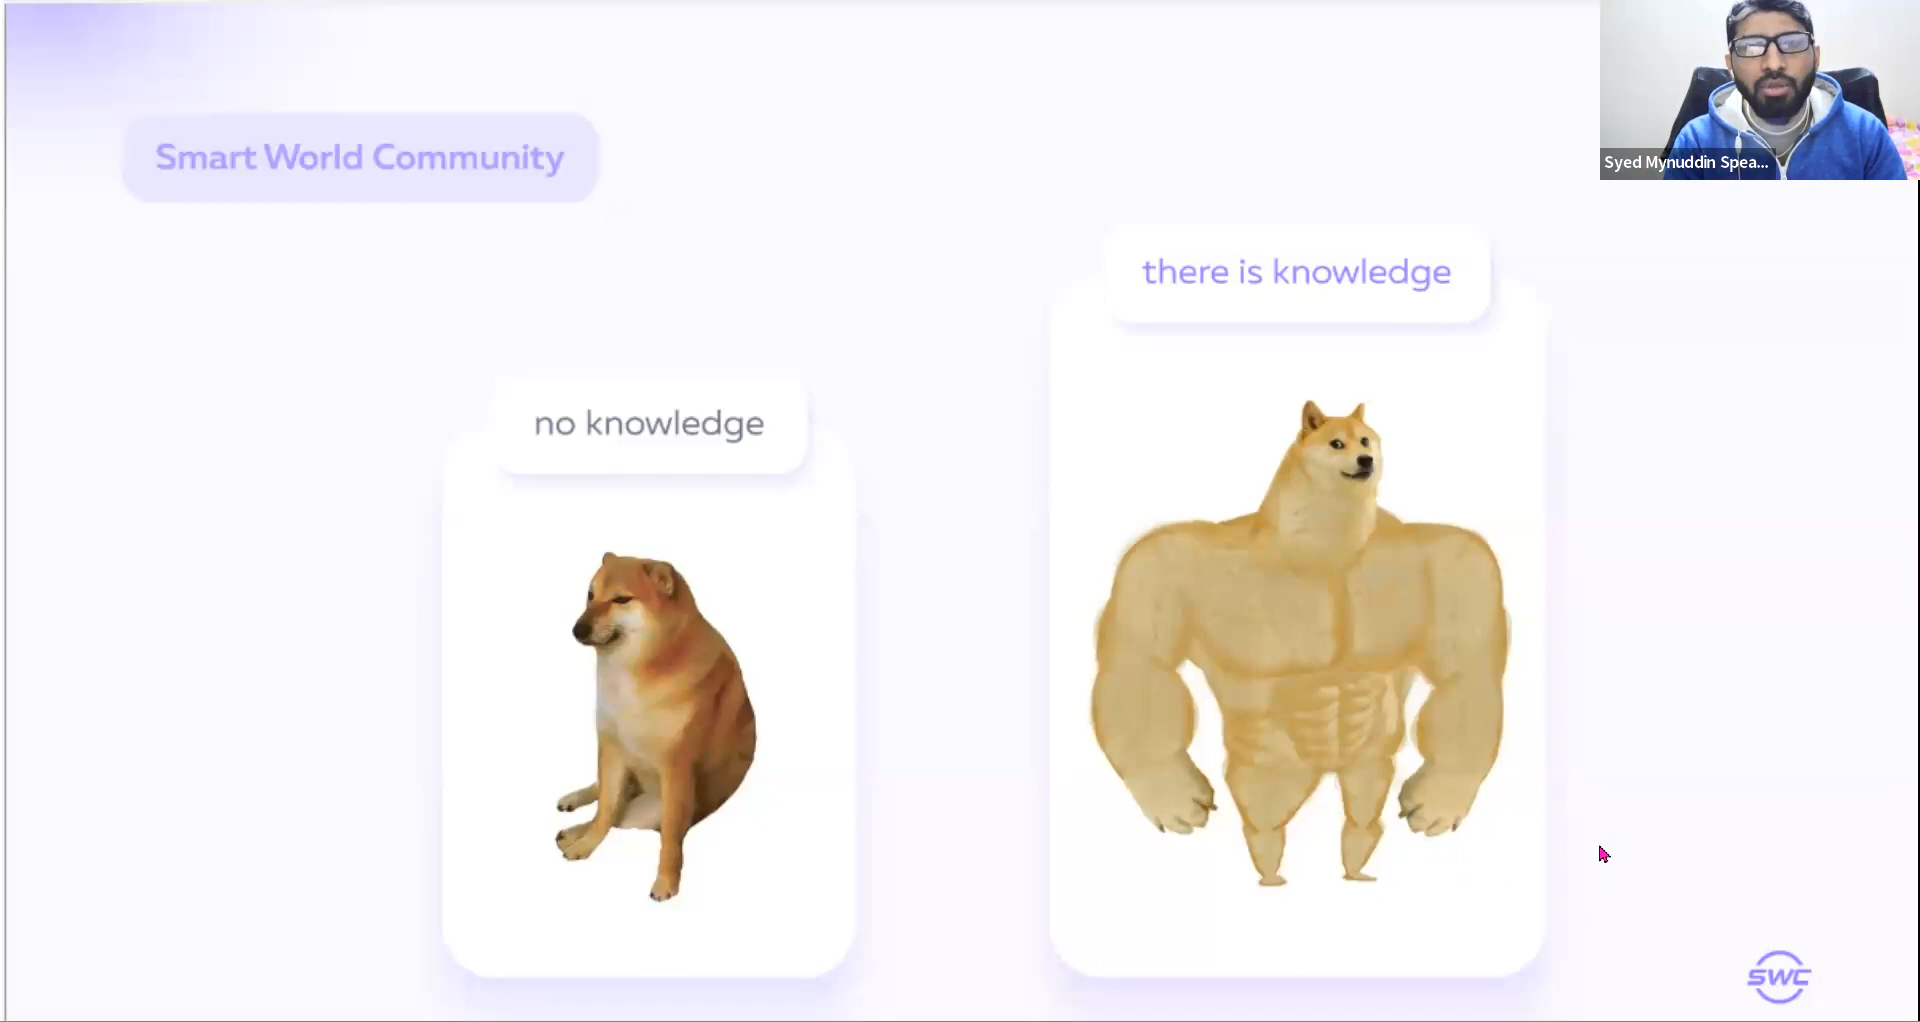 Smart World Community
Syed Mynuddin Spea...
there is knowledge
no knowledge
SWC